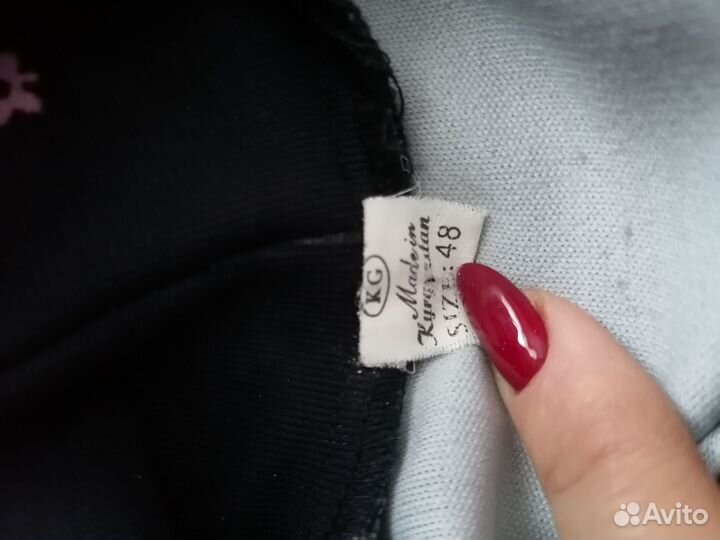 KG
Made in
Kyrgyzstan
SIZE: 48
Avito